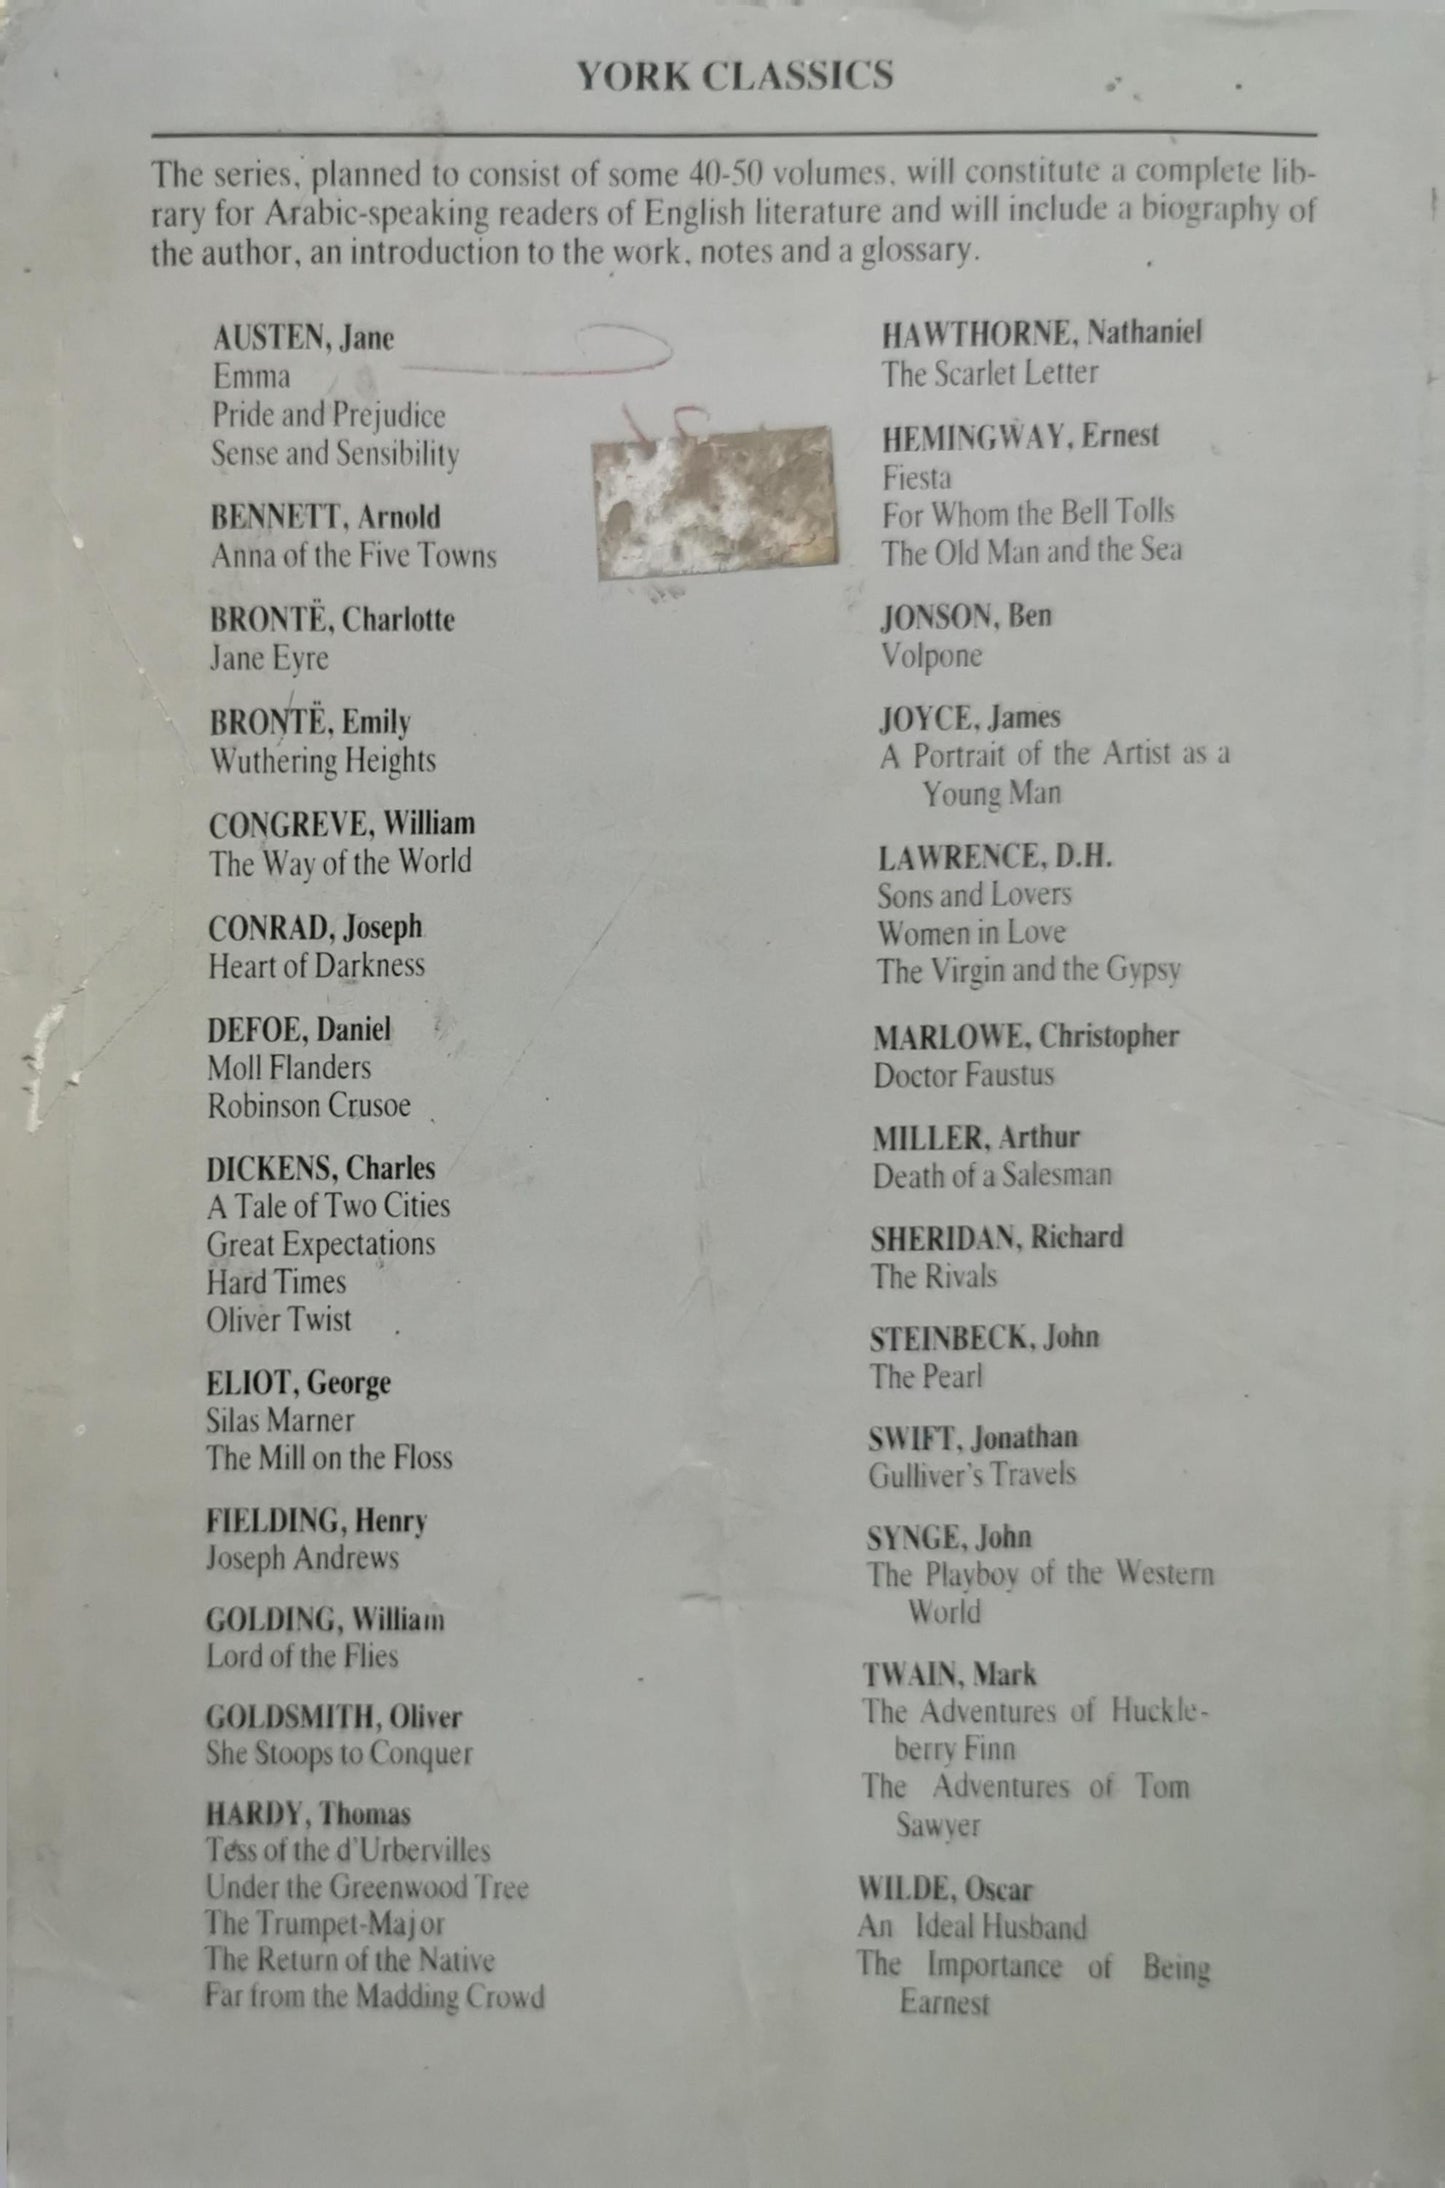 YORK CLASSICS
The series, planned to consist of some 40-50 volumes, will constitute a complete lib-
rary for Arabic-speaking readers of English literature and will include a biography of
the author, an introduction to the work, notes and a glossary.
AUSTEN, Jane
Emma
Pride and Prejudice
Sense and Sensibility
BENNETT, Arnold
Anna of the Five Towns
BRONTË, Charlotte
Jane Eyre
BRONTË, Emily
Wuthering Heights
CONGREVE, William
The Way of the World
CONRAD, Joseph
Heart of Darkness
DEFOE, Daniel
Moll Flanders
Robinson Crusoe
DICKENS, Charles
A Tale of Two Cities
Great Expectations
Hard Times
Oliver Twist
ELIOT, George
Silas Marner
The Mill on the Floss
FIELDING, Henry
Joseph Andrews
GOLDING, William
Lord of the Flies
GOLDSMITH, Oliver
She Stoops to Conquer
HARDY, Thomas
Tess of the d'Urbervilles
Under the Greenwood Tree
The Trumpet-Major
The Return of the Native
Far from the Madding Crowd
HAWTHORNE, Nathaniel
The Scarlet Letter
HEMINGWAY, Ernest
Fiesta
For Whom the Bell Tolls
The Old Man and the Sea
JONSON, Ben
Volpone
JOYCE, James
A Portrait of the Artist as a
Young Man
LAWRENCE, D.H.
Sons and Lovers
Women in Love
The Virgin and the Gypsy
MARLOWE, Christopher
Doctor Faustus
MILLER, Arthur
Death of a Salesman
SHERIDAN, Richard
The Rivals
STEINBECK, John
The Pearl
SWIFT, Jonathan
Gulliver's Travels
SYNGE, John
The Playboy of the Western
World
TWAIN, Mark
The Adventures of Huckle-
berry Finn
The Adventures of Tom
Sawyer
WILDE, Oscar
An Ideal Husband
The Importance of Being
Earnest